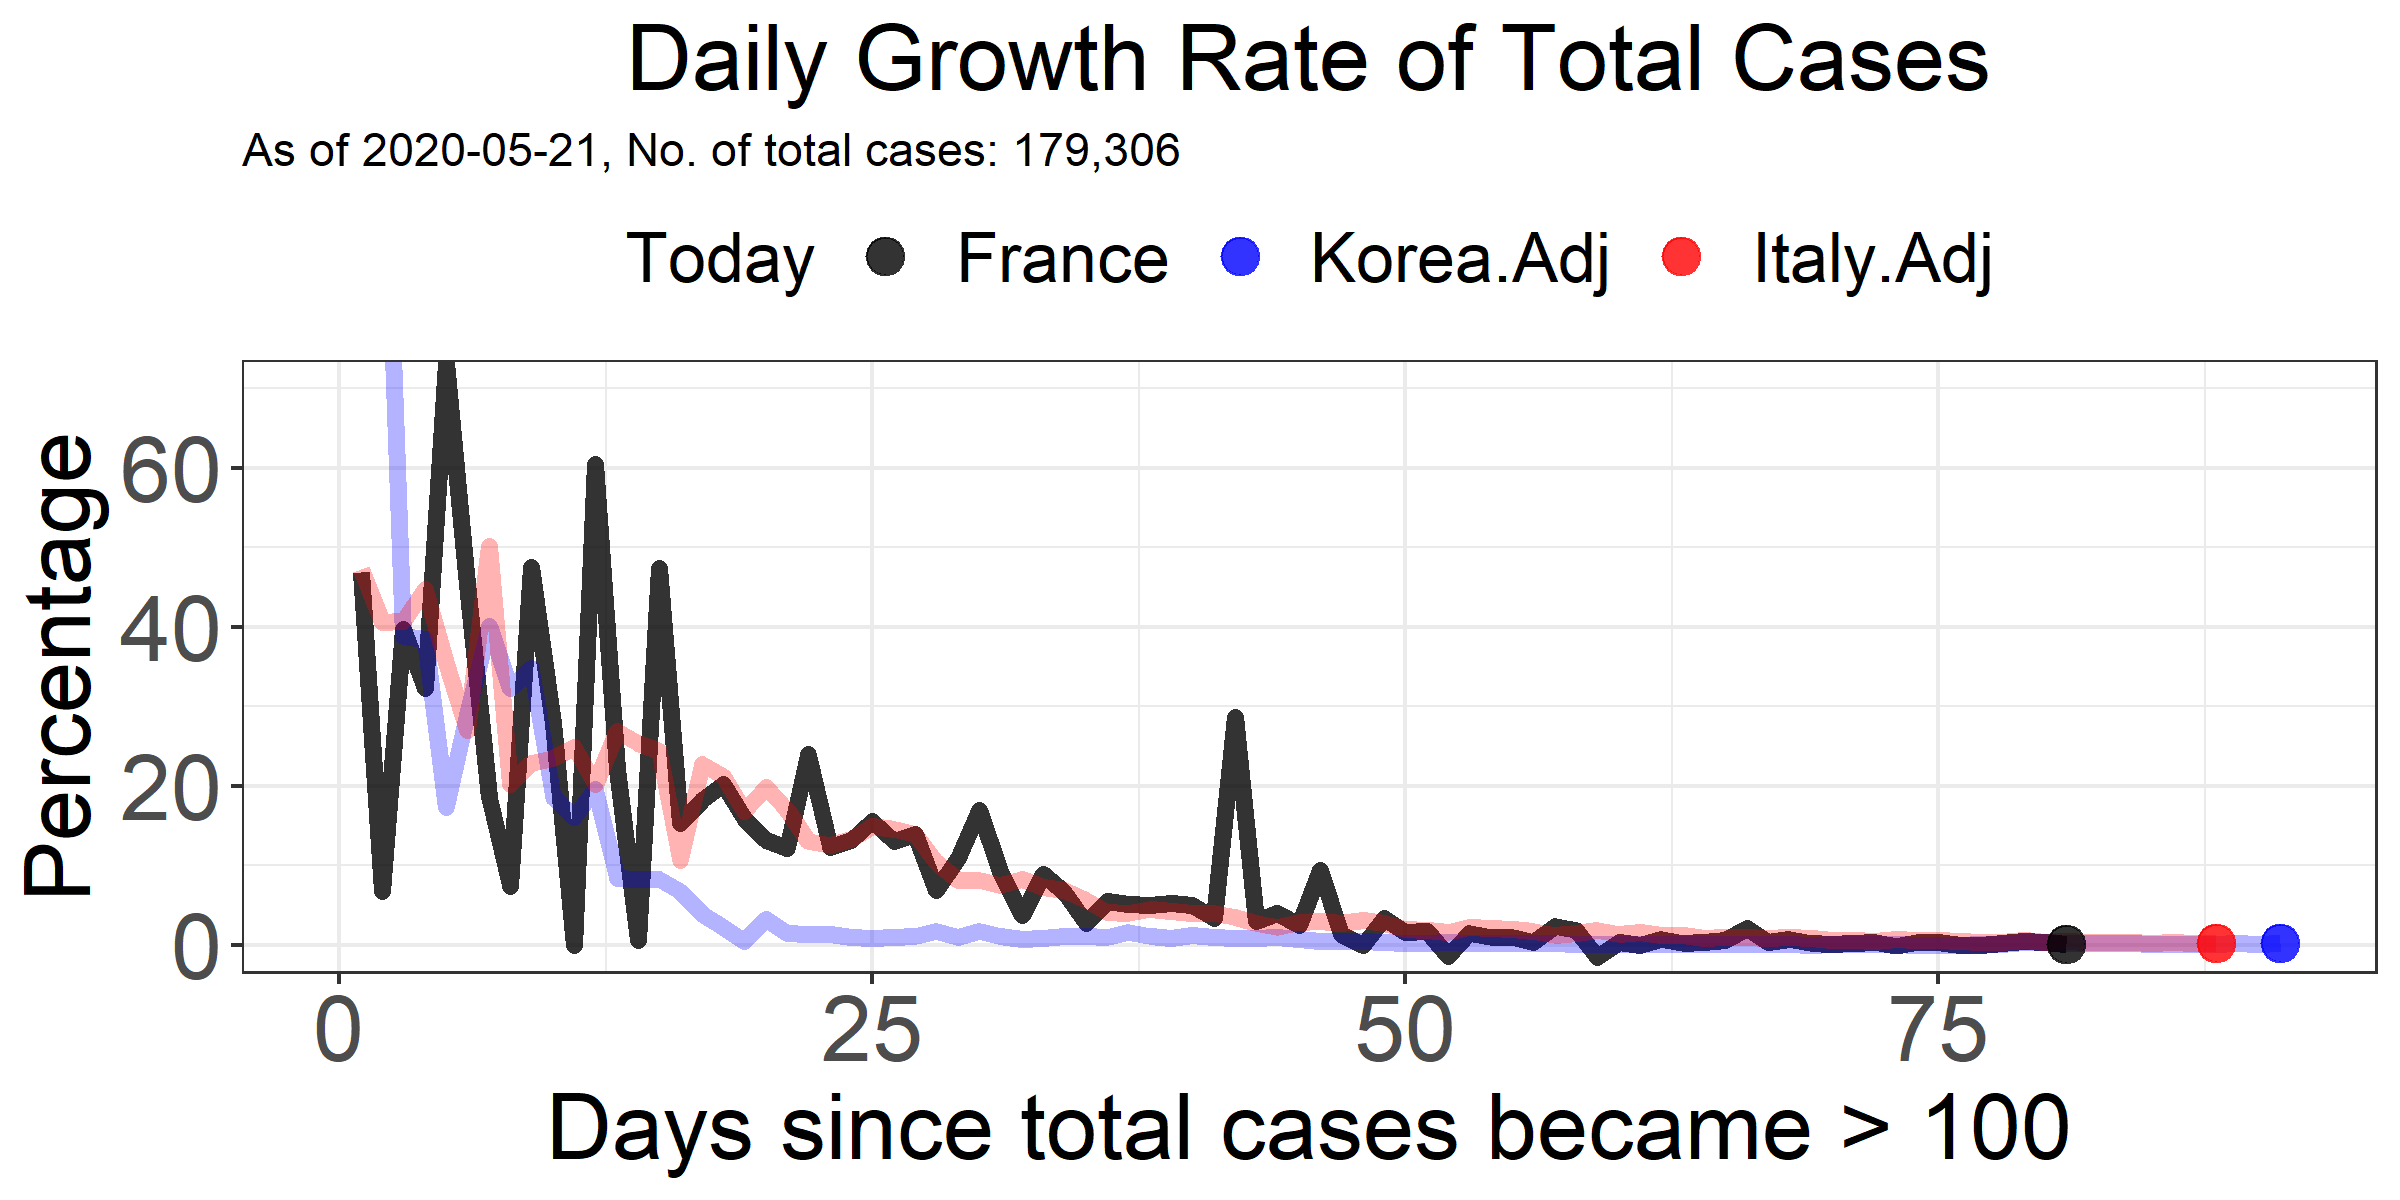 Daily Growth Rate of Total Cases
As of 2020-05-21, No. of total cases: 179,306
Today France Korea.Adj Italy.Adj
Percentage
60
40
20
0
0 25 50 75
Days since total cases became > 100